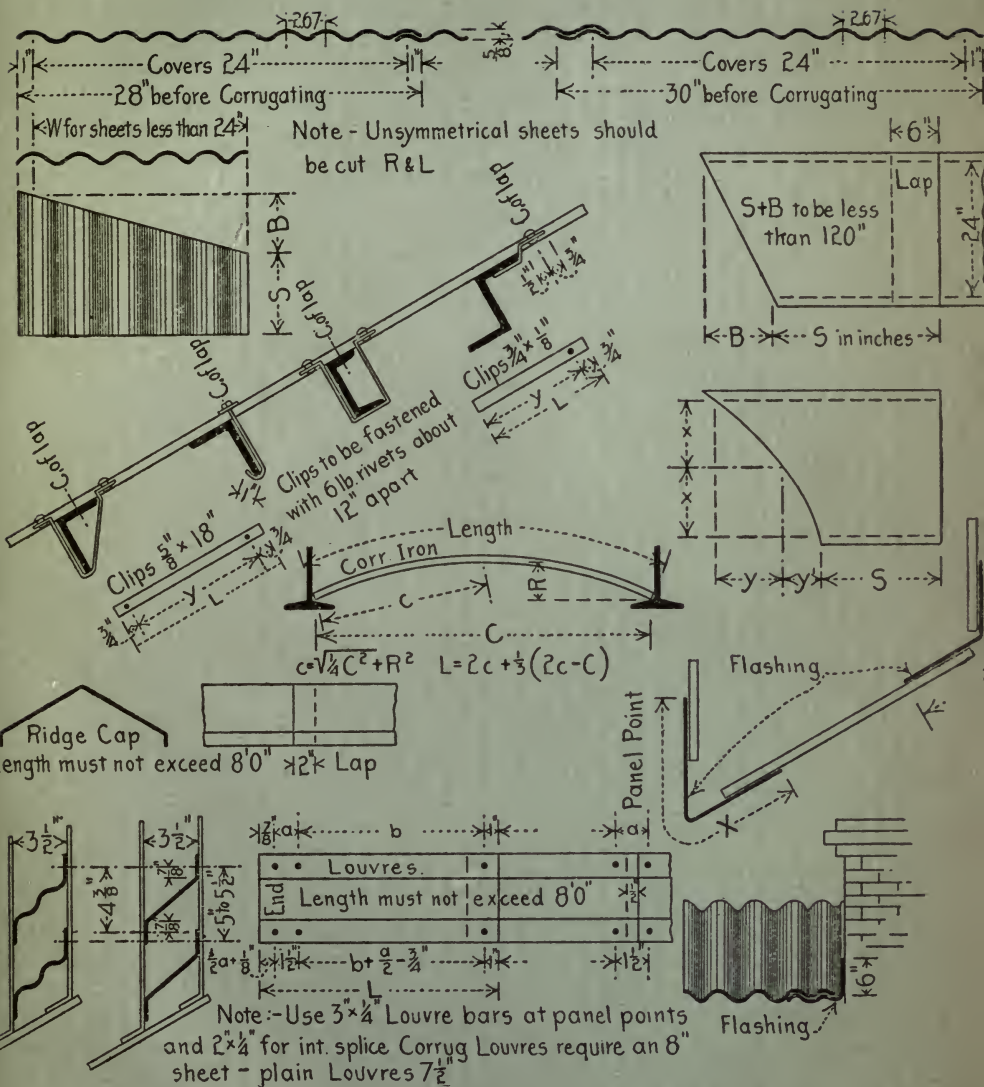 2.67
2.67
5/8"
1"
Covers 24"
1"
Covers 24"
1"
28" before Corrugating
30" before Corrugating
W for sheets less than 24"
Note - Unsymmetrical sheets should
be cut R & L
6"
Lap
S+B to be less
than 120"
24"
B
S
B
S in inches
C. of lap
C. of lap
C. of lap
C. of lap
1"
1/2
3/4"
Clips 3/4" x 1/8"
3/4"
y
L
Clips to be fastened
with 6 lb. rivets about
12" apart
1"
Clips 5/8" x 18"
3/4
y
L
3/4"
x
x
y
y'
S
Length
Corr Iron
R
c
C
c=√¼C²+R² L=2c+⅓(2c-C)
Flashing
Ridge Cap
ength must not exceed 8'0"
2" Lap
Panel Point
X
3 1/2"
3 1/2"
7/8"
4 3/8"
7/8"
5" to 5 1/2"
7/8"
a
b
1"
a
Louvres.
End
Length must not exceed 8'0"
1/2"
1/2a+1/8"
1 1/2"
b+a/2-3/4"
1"
1 1/2"
L
6"
Flashing
Note:-Use 3"x1/4" Louvre bars at panel points
and 2"x1/4" for int. splice Corrug Louvres require an 8"
sheet - plain Louvres 7 1/2"